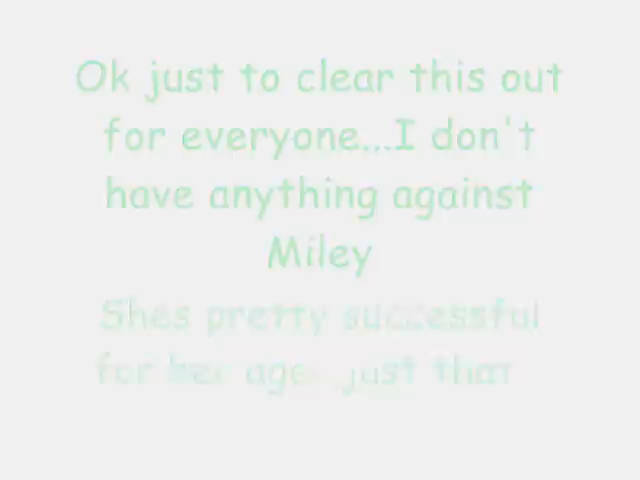 Ok just to clear this out
for everyone...I don't
have anything against
Miley
Shes pretty successful
for her age. just that